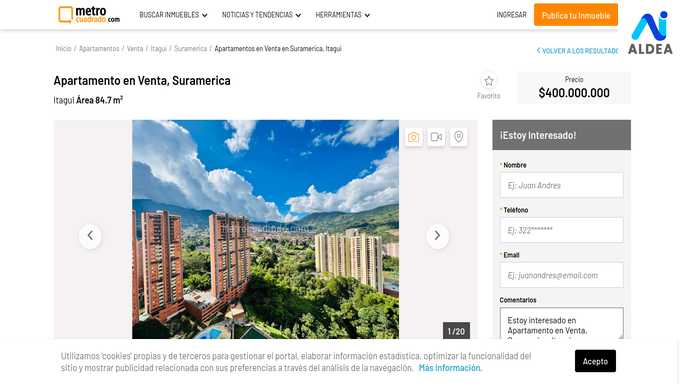 metro
cuadrado.com
BUSCAR INMUEBLES
NOTICIAS Y TENDENCIAS
HERRAMIENTAS
INGRESAR
Publica tu Inmueble
ALDEA
Inicio / Apartamentos / Venta / Itagui / Suramerica / Apartamentos en Venta en Suramerica, Itagui
VOLVER A LOS RESULTAD
Apartamento en Venta, Suramerica
Itagui Área 84.7 m²
Favorito
Precio
$400.000.000
metrocuadrado.com
1 / 20
¡Estoy Interesado!
* Nombre
Ej: Juan Andres
* Teléfono
Ej: 322*******
* Email
Ej: juanandres@email.com
Comentarios
Estoy interesado en
Apartamento en Venta,
Utilizamos 'cookies' propias y de terceros para gestionar el portal, elaborar información estadística, optimizar la funcionalidad del
sitio y mostrar publicidad relacionada con sus preferencias a través del análisis de la navegación. Más Información.
Acepto